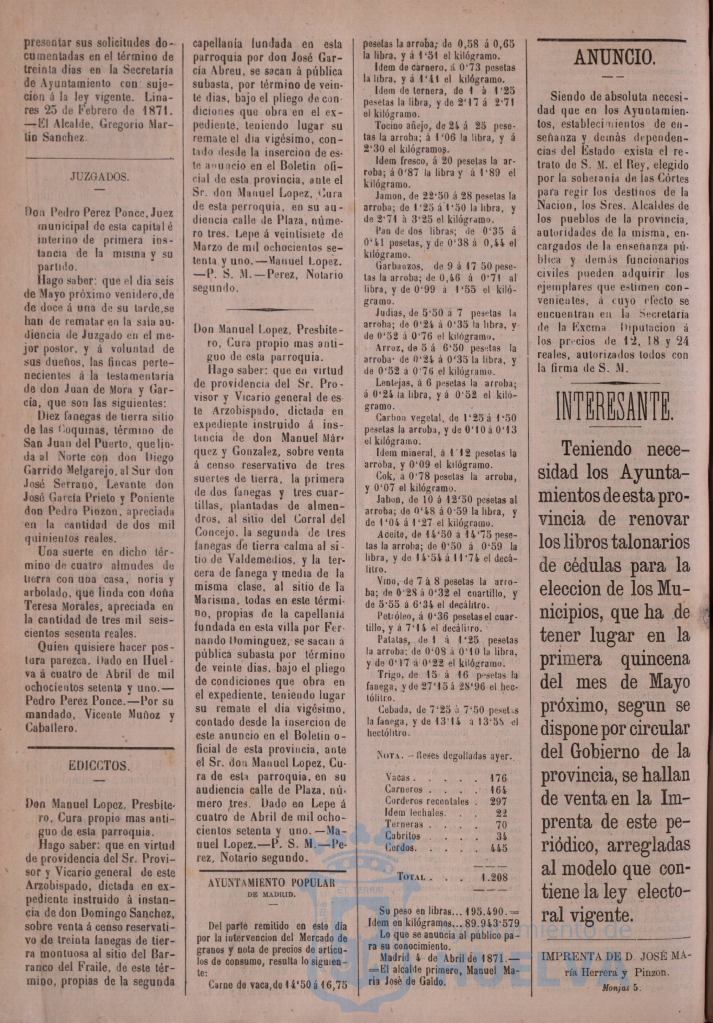 presentar sus solicitudes do-
cumentadas en el término de
treinta dias en la Secretaría
de Ayuntamiento con suje-
cion á la ley vigente. Lina-
res 25 de Febrero de 1871.
—El Alcalde, Gregorio Mar-
tin Sanchez.
JUZGADOS.
Don Pedro Perez Ponce, Juez
municipal de esta capital é
interino de primera ins-
tancia de la misma y su
partido.
Hago saber: que el dia seis
de Mayo próximo venidero, de
de doce á una de su tarde, se
han de rematar en la sala au-
diencia de Juzgado en el me-
jor postor, y á voluntad de
sus dueños, las fincas perte-
necientes á la testamentaria
de don Juan de Mora y Gar-
cía, que son las siguientes:
Diez fanegas de tierra sitio
de las Coquinas, término de
San Juan del Puerto, que lin-
da al Norte con don Diego
Garrido Melgarejo, al Sur don
José Serrano, Levante don
José García Prieto y Poniente
don Pedro Pinzon, apreciada
en la cantidad de dos mil
quinientos reales.
Una suerte en dicho tér-
mino de cuatro almudes de
tierra con una casa, noria y
arbolado, que linda con doña
Teresa Morales, apreciada en
la cantidad de tres mil seis-
cientos sesenta reales.
Quien quisiere hacer pos-
tura parezca. Dado en Huel-
va á cuatro de Abril de mil
ochocientos setenta y uno.—
Pedro Perez Ponce.—Por su
mandado, Vicente Muñoz y
Caballero.
EDICCTOS.
Don Manuel Lopez, Presbite-
ro, Cura propio mas anti-
guo de esta parroquia.
Hago saber: que en virtud
de providencia del Sr. Provi-
sor y Vicario general de este
Arzobispado, dictada en ex-
pediente instruido á instan-
cia de don Domingo Sanchez,
sobre venta á censo reservati-
vo de treinta fanegas de tier-
ra montuosa al sitio del Bar-
ranco del Fraile, de este tér-
mino, propias de la segunda
capellanía fundada en esta
parroquia por don José Gar-
cía Abreu, se sacan á pública
subasta, por término de vein-
te dias, bajo el pliego de con-
diciones que obra en el ex-
pediente, teniendo lugar su
remate el dia vigésimo, con-
tado desde la insercion de es-
te anuncio en el Boletin ofi-
cial de esta provincia, ante el
Sr. don Manuel Lopez, Cura
de esta perroquia, en su au-
diencia calle de Plaza, núme-
ro tres. Lepe á veintisiete de
Marzo de mil ochocientos se-
tenta y uno.—Manuel Lopez.
—P. S. M.—Perez, Notario
segundo.
Don Manuel Lopez, Presbite-
ro, Cura propio mas anti-
guo de esta parroquia.
Hago saber: que en virtud
de providencia del Sr. Pro-
visor y Vicario general de es-
te Arzobispado, dictada en
expediente instruido á ins-
tancia de don Manuel Már-
quez y Gonzalez, sobre venta
á censo reservativo de tres
suertes de tierra, la primera
de dos fanegas y tres cuar-
tillas, plantadas de almen-
dros, al sitio del Corral del
Concejo, la segunda de tres
fanegas de tierra calma al si-
tio de Valdemedios, y la ter-
cera de fanega y media de la
misma clase, al sitio de la
Marisma, todas en este térmi-
no, propias de la capellanía
fundada en esta villa por Fer-
nando Dominguez, se sacan á
pública subasta por término
de veinte dias, bajo el pliego
de condiciones que obra en
el expediente, teniendo lugar
su remate el dia vigésimo,
contado desde la insercion de
este anuncio en el Boletin o-
ficial de esta provincia, ante
el Sr. don Manuel Lopez, Cu-
ra de esta parroquia, en su
audiencia calle de Plaza, nú-
mero tres. Dado en Lepe á
cuatro de Abril de mil ocho-
cientos setenta y uno.—Ma-
nuel Lopez.—P. S. M.—Pe-
rez, Notario segundo.
AYUNTAMIENTO POPULAR
DE MADRID.
Del parte remitido en este dia
por la intervencion del Mercado de
granos y nota de precios de artícu-
los de consumo, resulta lo siguien-
te:
Carne de vaca, de 14'50 á 16,75
pesetas la arroba; de 0,58 á 0,65
la libra, y á 1'51 el kilógramo.
Idem de carnero, á 0'73 pesetas
la libra y á 1'41 el kilógramo.
Idem de ternera, de 1 á 1'25
pesetas la libra, y de 2'17 á 2'71
el kilógramo.
Tocino añejo, de 24 á 25 pese-
tas la arroba; á 1'06 la libra, y á
2'30 el kilógramos.
Idem fresco, á 20 pesetas la ar-
roba; á 0'87 la libra y á 1'89 el
kilógramo.
Jamon, de 22'50 á 28 pesetas la
arroba; de 1'25 á 1'50 la libra, y
de 2'71 á 3'25 el kilógramo.
Pan de dos libras; de 0'35 á
0'41 pesetas, y de 0'38 á 0,44 el
kilógramo.
Garbanzos, de 9 á 17 50 pese-
tas la arroba; de 0,46 á 0'71 al
libra, y de 0'99 á 1'55 el kiló-
gramo.
Judias, de 5'50 á 7 pesetas la
arroba; de 0'24 á 0'35 la libra, y
de 0'52 á 0'76 el kilógramo.
Arroz, de 5 á 6'50 pesetas la
arroba· de 0'24 á 0'35 la libra, y
de 0'52 á 0'76 el kilógramo.
Lentejas, á 6 pesetas la arroba;
á 0'24 la libra, y á 0'52 el kiló-
gramo.
Carbon vegetal, de 1'25 á 1'50
pesetas la arroba, y de 0'10 á 0'13
el kilógramo.
Idem mineral, á 1'12 pesetas la
arroba, y 0'09 el kilógramo.
Cok, á 0'78 pesetas la arroba,
y 0'07 el kilógramo.
Jabon, de 10 á 12'50 pesetas al
arroba; de 0'48 á 0'59 la libra, y
de 1'04 á 1'27 el kilógramo.
Aceite, de 14'50 á 14'75 pese-
tas la arroba; de 0'50 á 0'59 la
libra, y de 14'54 á 11'74 el decá-
litro.
Vino, de 7 á 8 pesetas la arro-
ba; de 0'28 á 0'32 el cuartillo, y
de 5'55 á 6'34 el decálitro.
Petróleo, á 0'36 pesetas el cuar-
tillo, y á 7'14 el decálitro.
Patatas, de 1 á 1'25 pesetas
la arroba; de 0'08 á 0'10 la libra,
y de 0'17 á 0'22 el kilógramo.
Trigo, de 15 á 16 pesetas la
fanega, y de 27'15 á 28'96 el hec-
tólitro.
Cebada, de 7'25 á 7'50 pesetas
la fanega, y de 13'14 á 13'58 el
hectólitro.
NOTA. —Reses degolladas ayer.
Vacas . . . . . 176
Carneros . . . . 164
Corderos recentales . 297
Idem lechales. . . 22
Terneras . . . . 70
Cabritos . . . . 34
Cerdos. . . . . 445
TOTAL . . . 1.208
Su peso en libras... 195.490.=
Idem en kilógramos... 89.943'579
Lo que se anuncia al público pa-
ra su conocimiento.
Madrid 4 de Abril de 1871.—
=El alcalde primero, Manuel Ma-
ria José de Galdo.
ANUNCIO.
Siendo de absoluta necesi-
dad que en los Ayuntamien-
tos, establecimientos de en-
señanza y demás dependen-
cias del Estado exista el re-
trato de S. M. el Rey, elegido
por la soberanía de las Córtes
para regir los destinos de la
Nacion, los Sres. Alcaldes de
los pueblos de la provincia,
autoridades de la misma, en-
cargados de la enseñanza pú-
blica y demás funcionarios
civiles pueden adquirir los
ejemplares que estimen con-
venientes, á cuyo efecto se
encuentran en la Secretaría
de la Excma. Diputacion á
los precios de 12, 18 y 24
reales, autorizados todos con
la firma de S. M.
INTERESANTE.
Teniendo nece-
sidad los Ayunta-
mientos de esta pro-
vincia de renovar
los libros talonarios
de cédulas para la
eleccion de los Mu-
nicipios, que ha de
tener lugar en la
primera quincena
del mes de Mayo
próximo, segun se
dispone por circular
del Gobierno de la
provincia, se hallan
de venta en la Im-
prenta de este pe-
riódico, arregladas
al modelo que con-
tiene la ley electo-
ral vigente.
IMPRENTA DE D. JOSÉ MA-
ría Herrera y Pinzon.
Monjas 5.